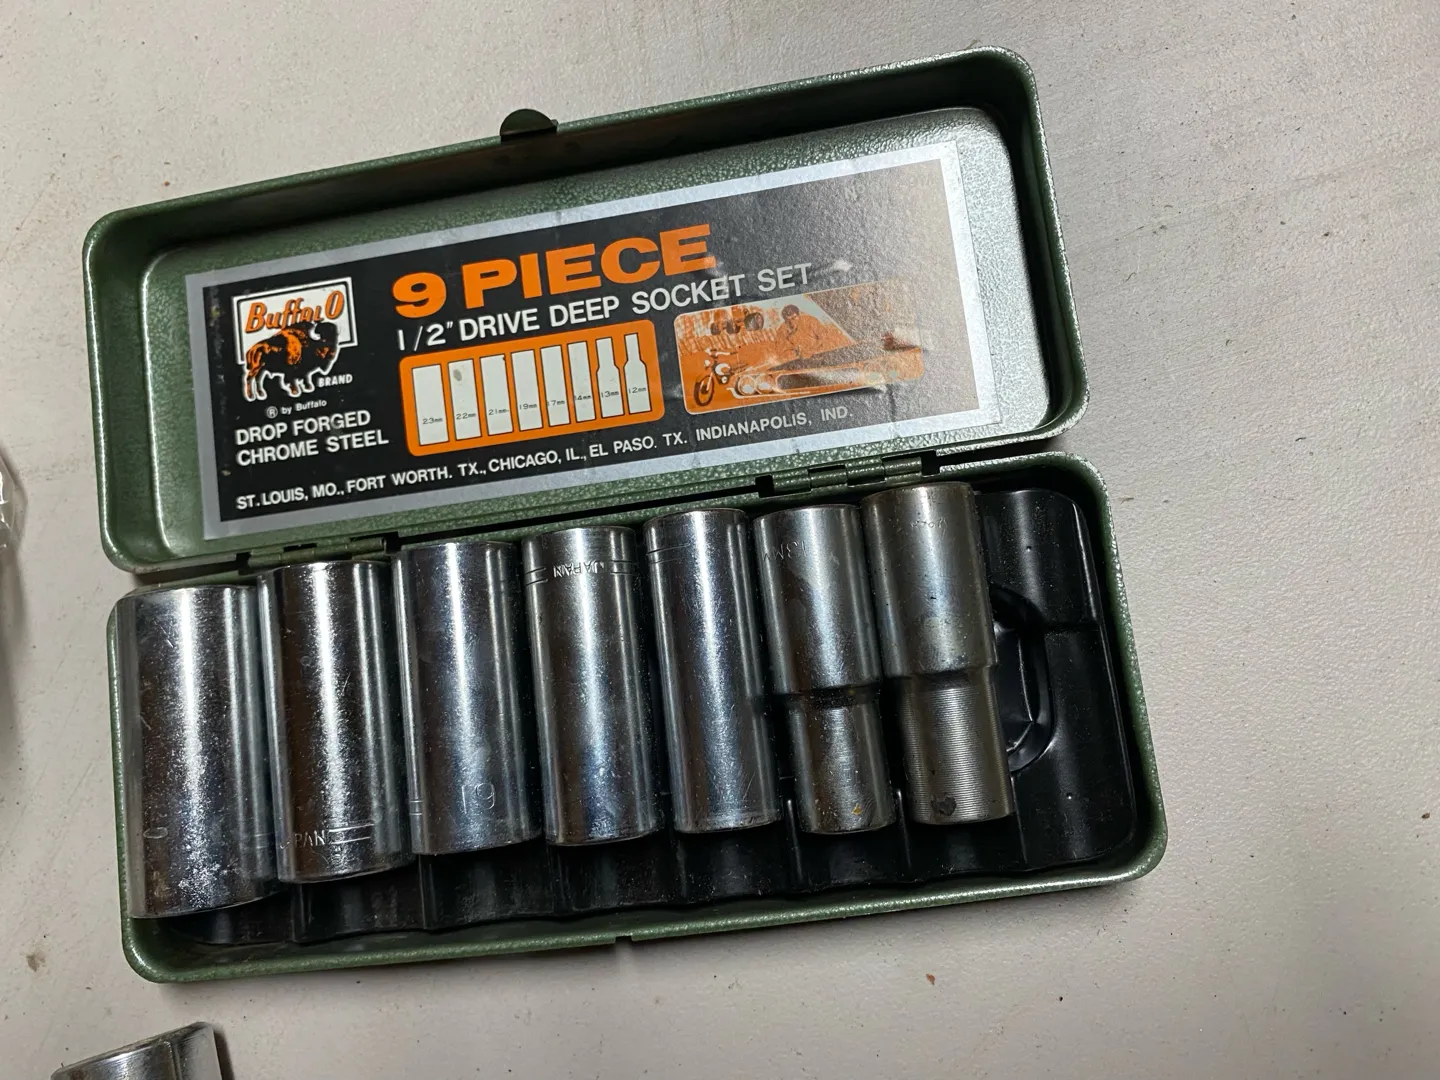 9 PIECE
1/2" DRIVE DEEP SOCKET SET
Buffalo
BRAND
® by Buffalo
DROP FORGED
CHROME STEEL
23mm 22mm 21mm 19mm 17mm 14mm 13mm 12mm
ST. LOUIS, MO., FORT WORTH. TX., CHICAGO, IL., EL PASO. TX. INDIANAPOLIS, IND.
JAPAN
PAN
19